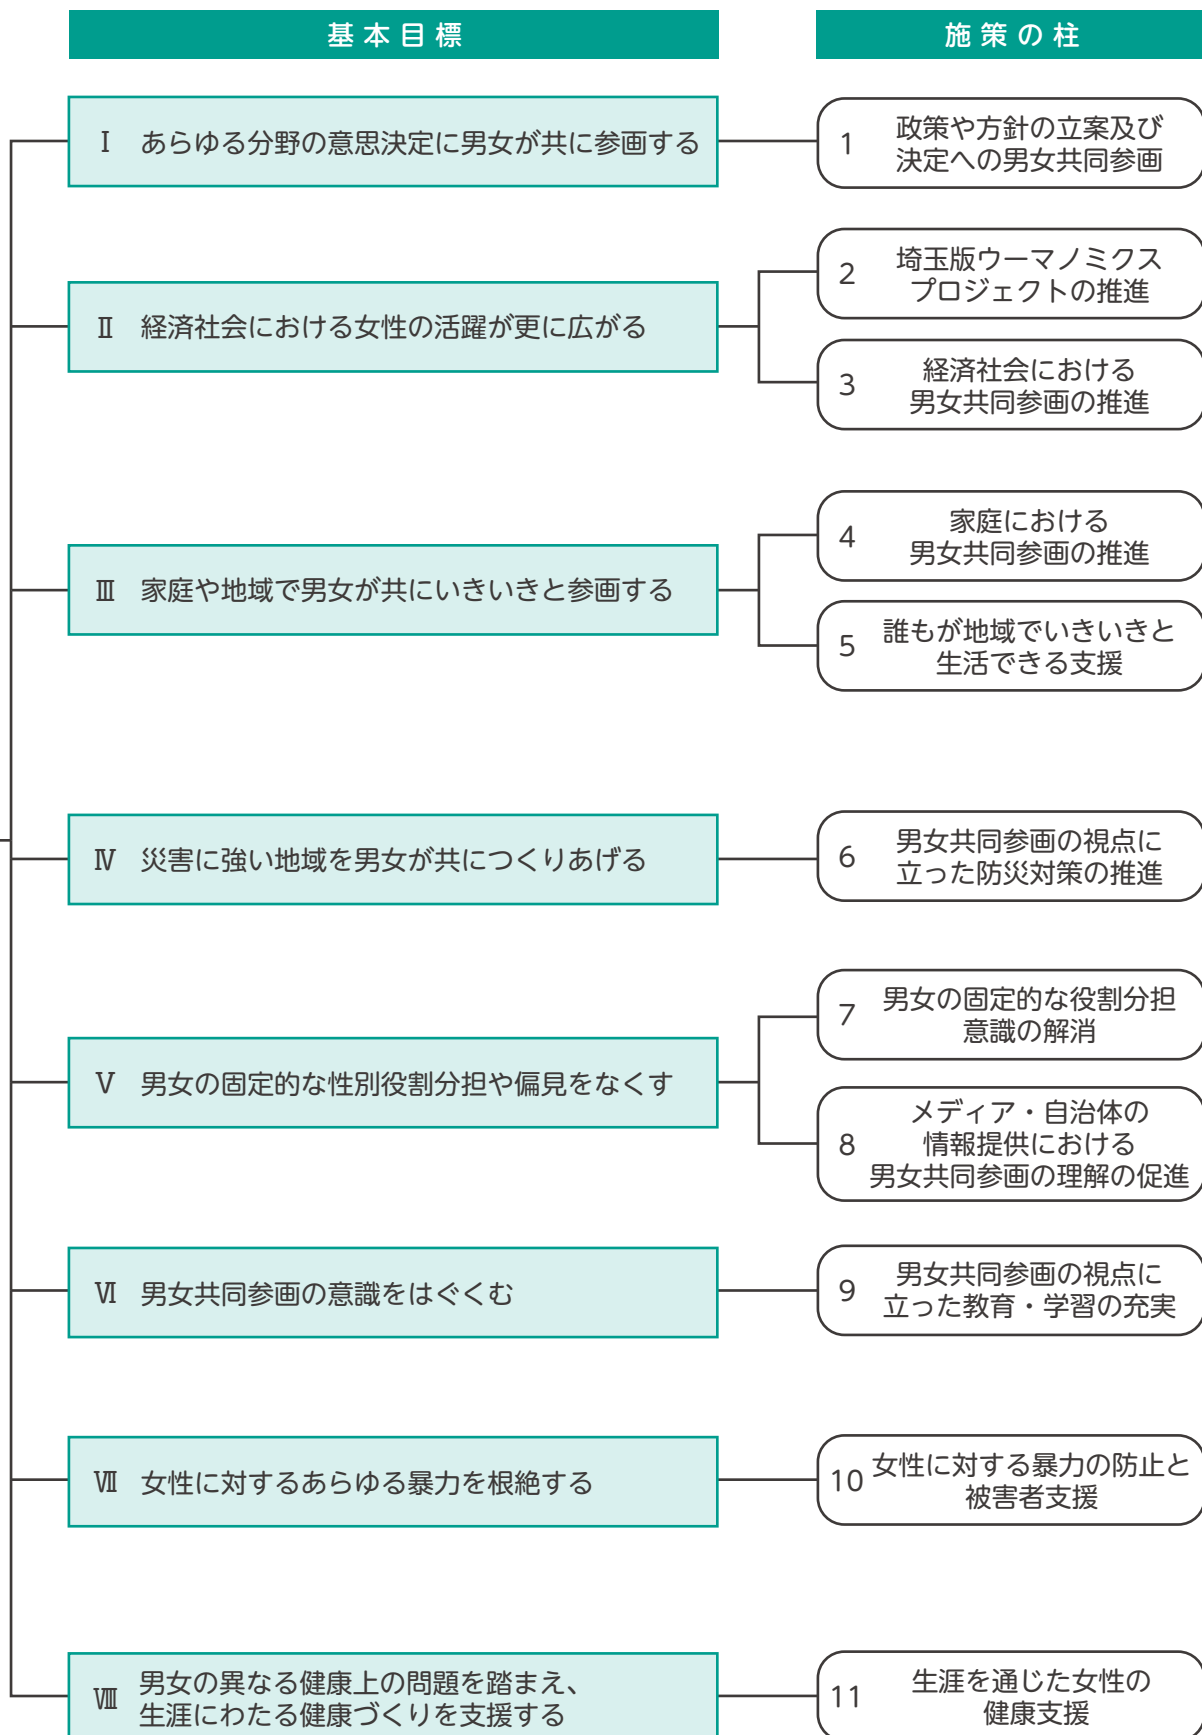 基本目標
施策の柱
Ⅰ あらゆる分野の意思決定に男女が共に参画する
1 政策や方針の立案及び
決定への男女共同参画
Ⅱ 経済社会における女性の活躍が更に広がる
2 埼玉版ウーマノミクス
プロジェクトの推進
3 経済社会における
男女共同参画の推進
Ⅲ 家庭や地域で男女が共にいきいきと参画する
4 家庭における
男女共同参画の推進
5 誰もが地域でいきいきと
生活できる支援
Ⅳ 災害に強い地域を男女が共につくりあげる
6 男女共同参画の視点に
立った防災対策の推進
Ⅴ 男女の固定的な性別役割分担や偏見をなくす
7 男女の固定的な役割分担
意識の解消
8 メディア・自治体の
情報提供における
男女共同参画の理解の促進
Ⅵ 男女共同参画の意識をはぐくむ
9 男女共同参画の視点に
立った教育・学習の充実
Ⅶ 女性に対するあらゆる暴力を根絶する
10 女性に対する暴力の防止と
被害者支援
Ⅷ 男女の異なる健康上の問題を踏まえ、
生涯にわたる健康づくりを支援する
11 生涯を通じた女性の
健康支援